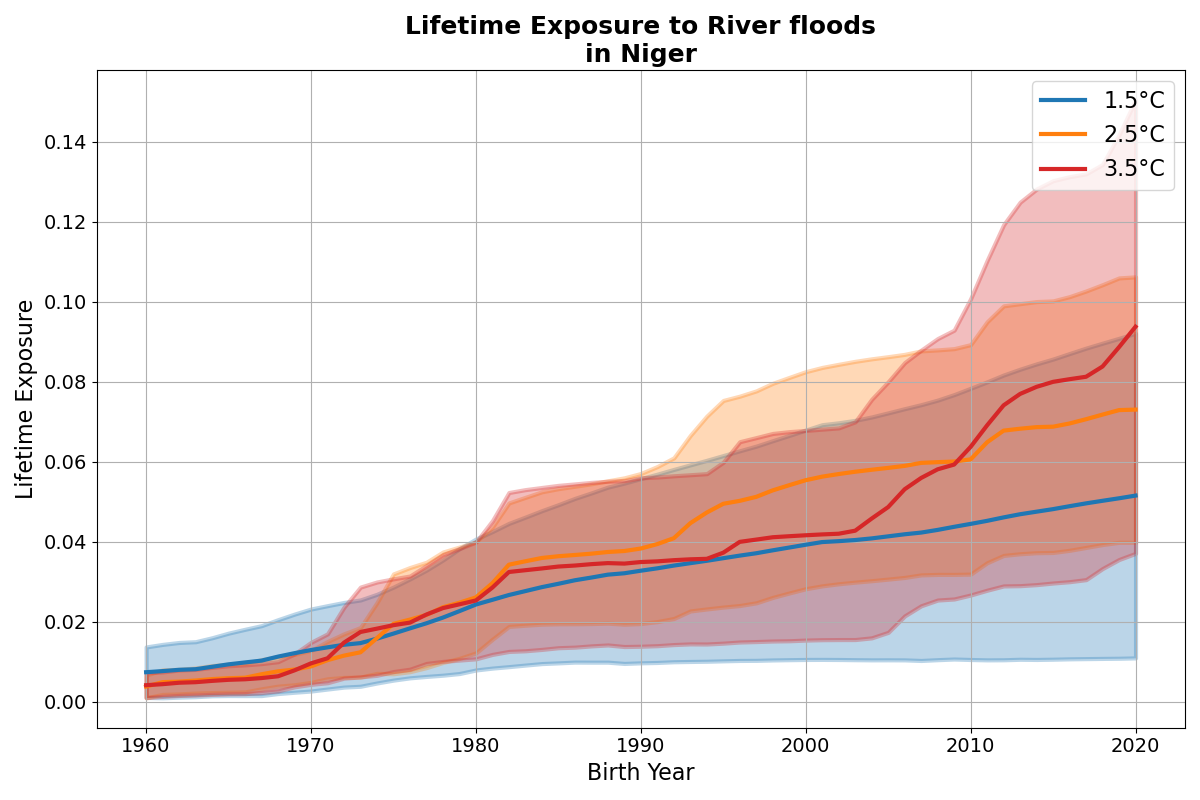 Lifetime Exposure to River floods
in Niger
1.5°C
2.5°C
3.5°C
Lifetime Exposure
0.14
0.12
0.10
0.08
0.06
0.04
0.02
0.00
1960 1970 1980 1990 2000 2010 2020
Birth Year